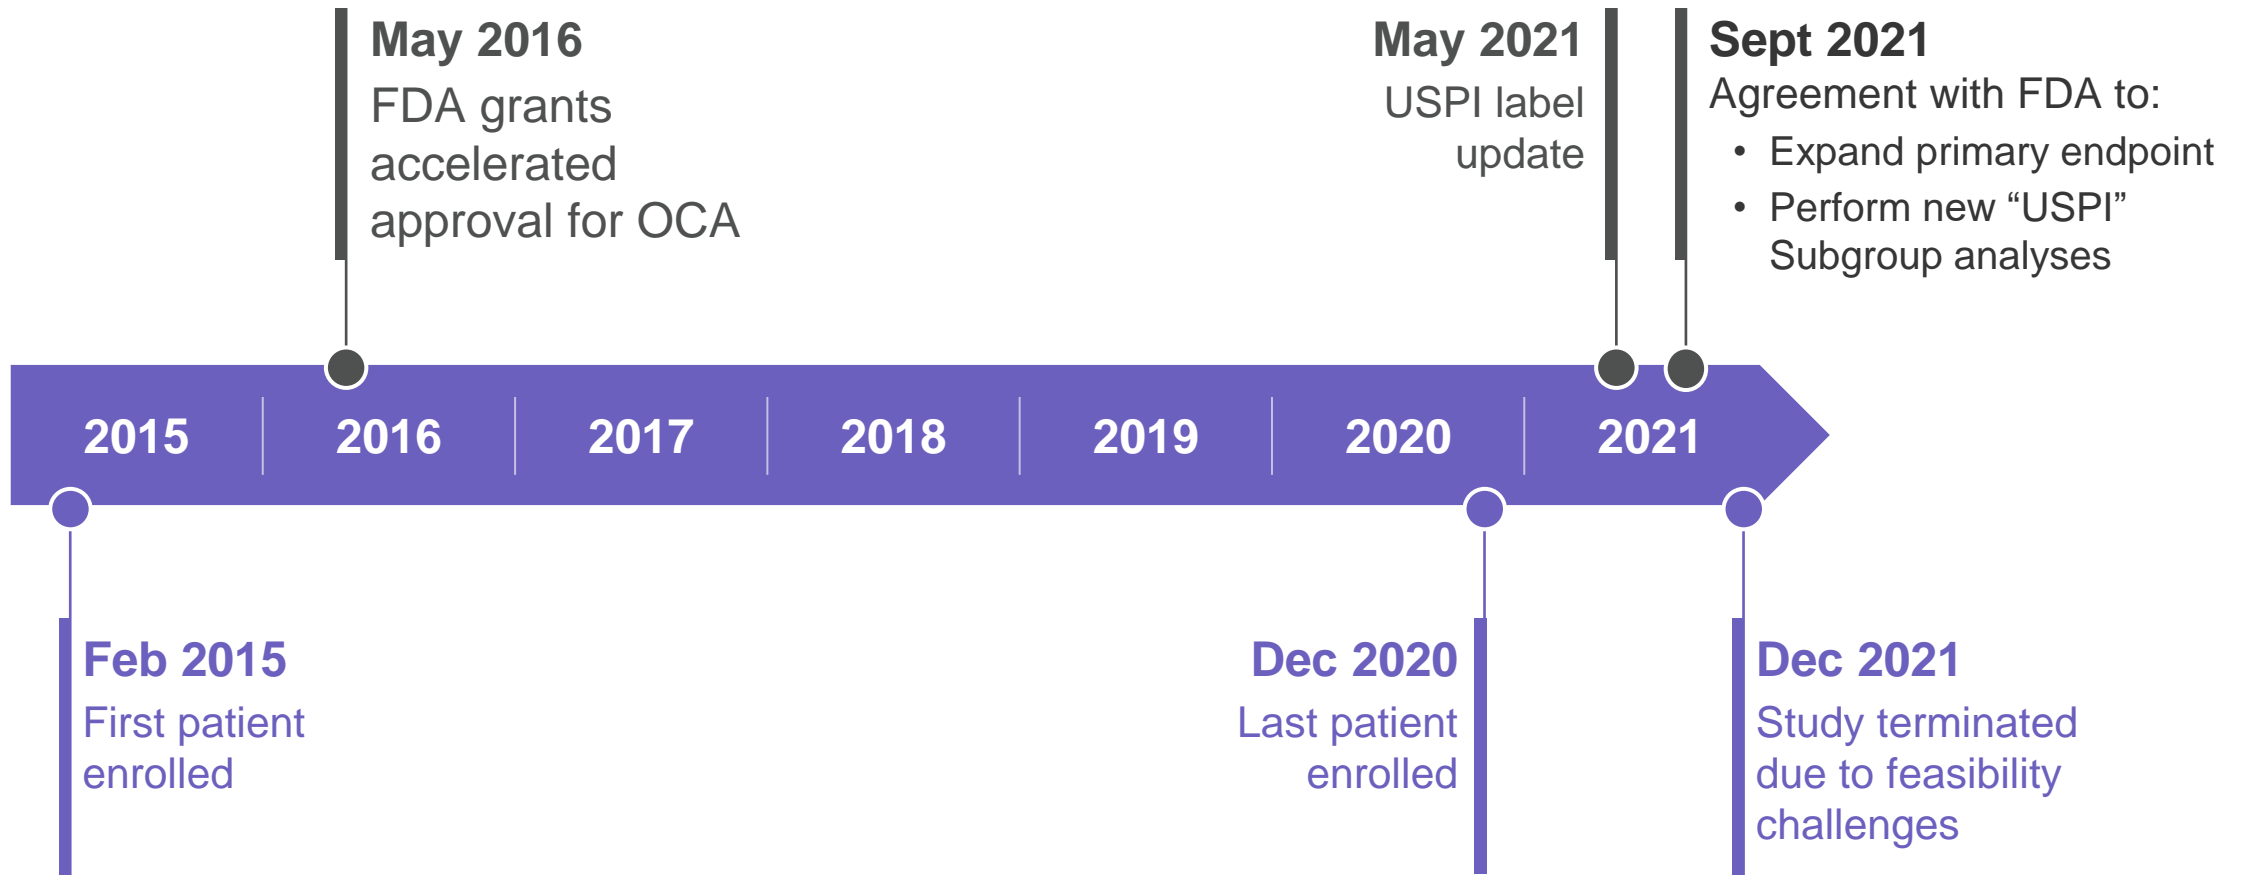 May 2016
FDA grants
accelerated
approval for OCA
May 2021
USPI label
update
Sept 2021
Agreement with FDA to:
• Expand primary endpoint
• Perform new “USPI”
Subgroup analyses
2015
2016
2017
2018
2019
2020
2021
Feb 2015
First patient
enrolled
Dec 2020
Last patient
enrolled
Dec 2021
Study terminated
due to feasibility
challenges